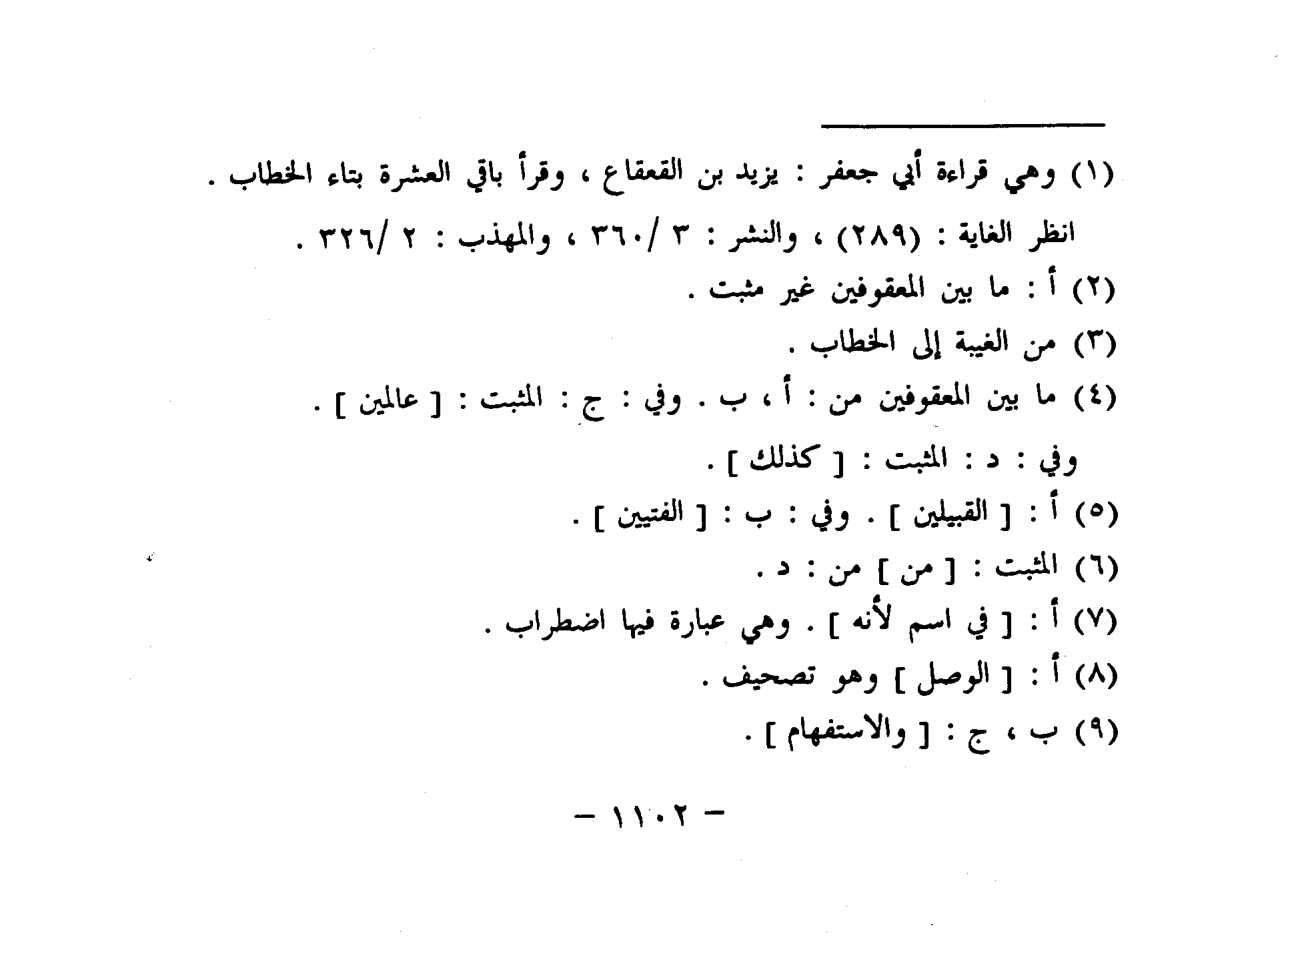 (١) وهي قراءة أبي جعفر : يزيد بن القعقاع ، وقرأ باقي العشرة بتاء الخطاب .
انظر الغاية : (٢٨٩) ، والنشر : ٣ /٣٦٠ ، والمهذب : ٢ /٣٢٦ .
(٢) أ : ما بين المعقوفين غير مثبت .
(٣) من الغيبة إلى الخطاب .
(٤) ما بين المعقوفين من : أ ، ب . وفي : ج : المثبت : [ عالمين ] .
وفي : د : المثبت : [ كذلك ] .
(٥) أ : [ القبيلين ] . وفي : ب : [ الفتيين ] .
(٦) المثبت : [ من ] من : د .
(٧) أ : [ في اسم لأنه ] . وهي عبارة فيها اضطراب .
(٨) أ : [ الوصل ] وهو تصحيف .
(٩) ب ، ج : [ والاستفهام ] .
– ١١٠٢ –